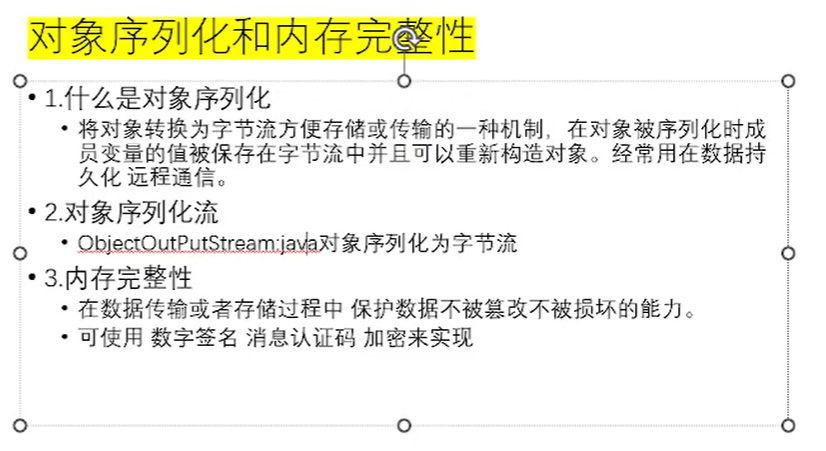 对象序列化和内存完整性
• 1.什么是对象序列化
• 将对象转换为字节流方便存储或传输的一种机制，在对象被序列化时成
员变量的值被保存在字节流中并且可以重新构造对象。经常用在数据持
久化 远程通信。
• 2.对象序列化流
• ObjectOutPutStream:java对象序列化为字节流
• 3.内存完整性
• 在数据传输或者存储过程中 保护数据不被篡改不被损坏的能力。
• 可使用 数字签名 消息认证码 加密来实现